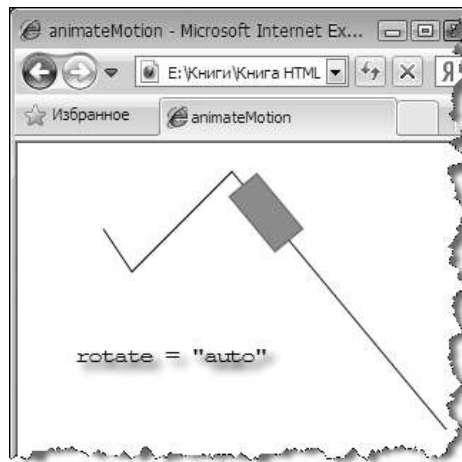 animateMotion - Microsoft Internet Ex...
E:\Книги\Книга HTML
Избранное
animateMotion
rotate = "auto"